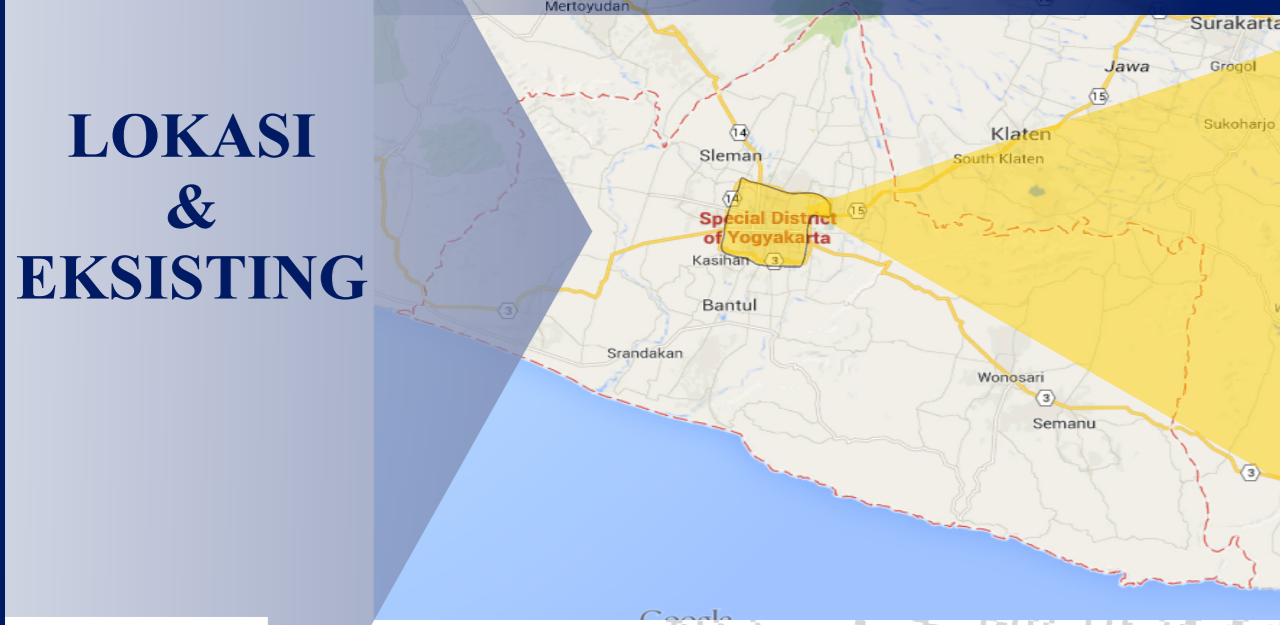 LOKASI
&
EKSISTING
Mertoyudan
Surakarta
Jawa
Grogol
15
14
Klaten
Sukoharjo
Sleman
South Klaten
14
15
Special District
of Yogyakarta
Kasihan
3
Bantul
3
Srandakan
Wonosari
3
Semanu
3
Google